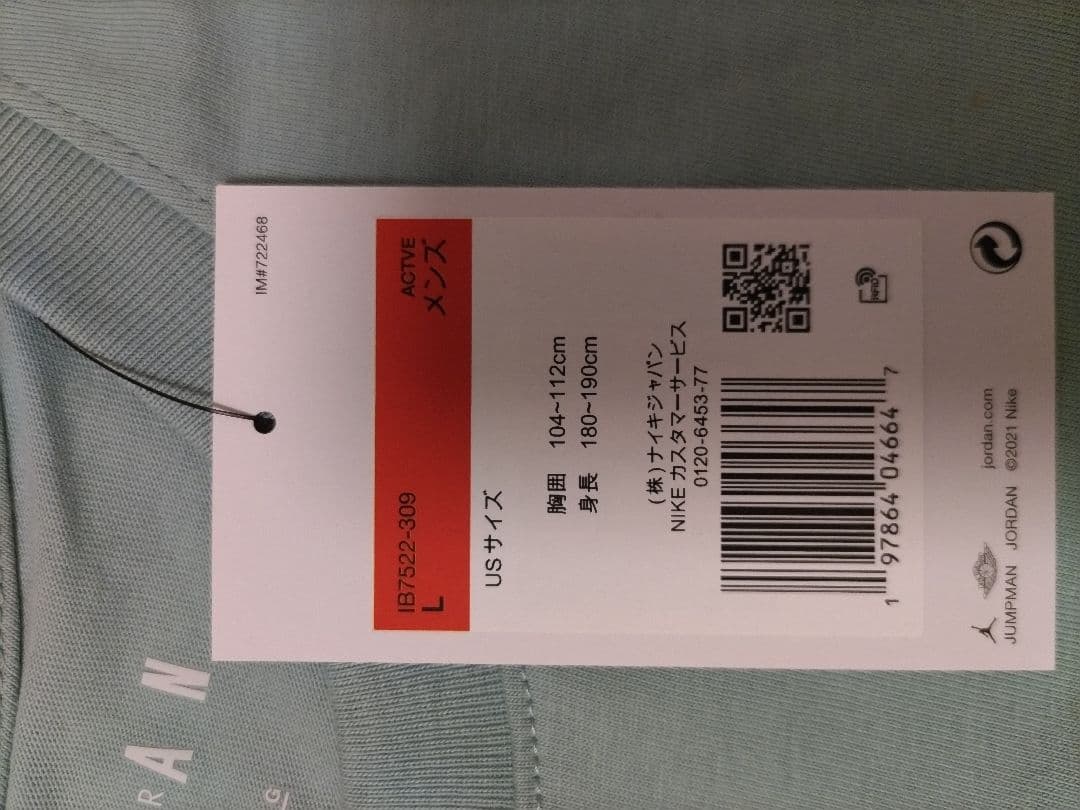 IM#722468
IB7522-309 ACTVE
L メンズ
USサイズ
胸囲 104~112cm
身長 180~190cm
(株)ナイキジャパン
NIKE カスタマーサービス
0120-6453-77
1 97864 04664 7
RFID
jordan.com
JUMPMAN JORDAN ©2021 Nike
R A N
G